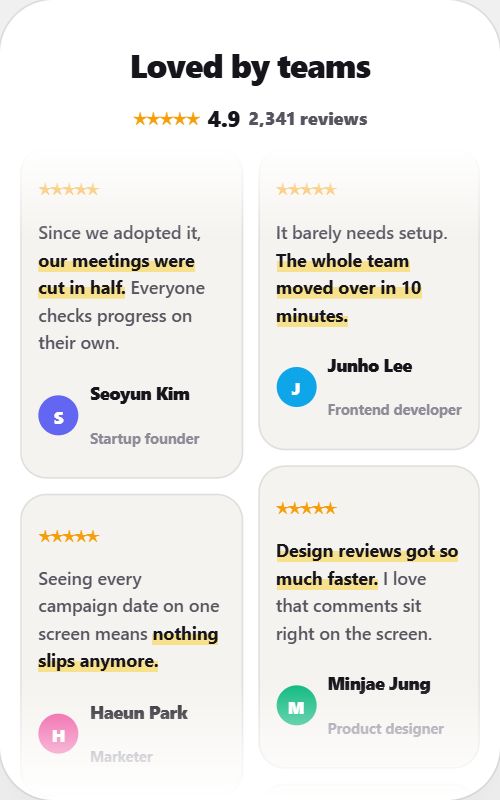 Loved by teams
★★★★★ 4.9 2,341 reviews
★★★★★
Since we adopted it,
our meetings were
cut in half. Everyone
checks progress on
their own.
S
Seoyun Kim
Startup founder
★★★★★
Seeing every
campaign date on one
screen means nothing
slips anymore.
H
Haeun Park
Marketer
★★★★★
It barely needs setup.
The whole team
moved over in 10
minutes.
J
Junho Lee
Frontend developer
★★★★★
Design reviews got so
much faster. I love
that comments sit
right on the screen.
M
Minjae Jung
Product designer